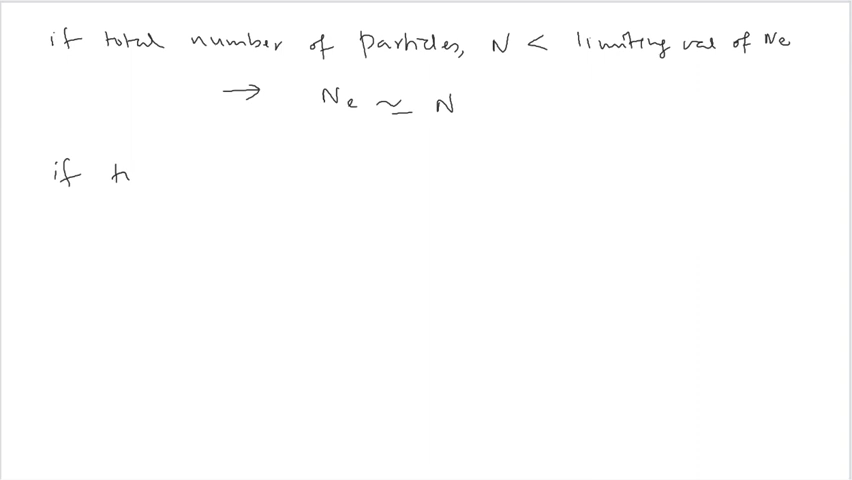 if total number of particles, N < limiting val of Ne
→ Ne ≃ N
if t